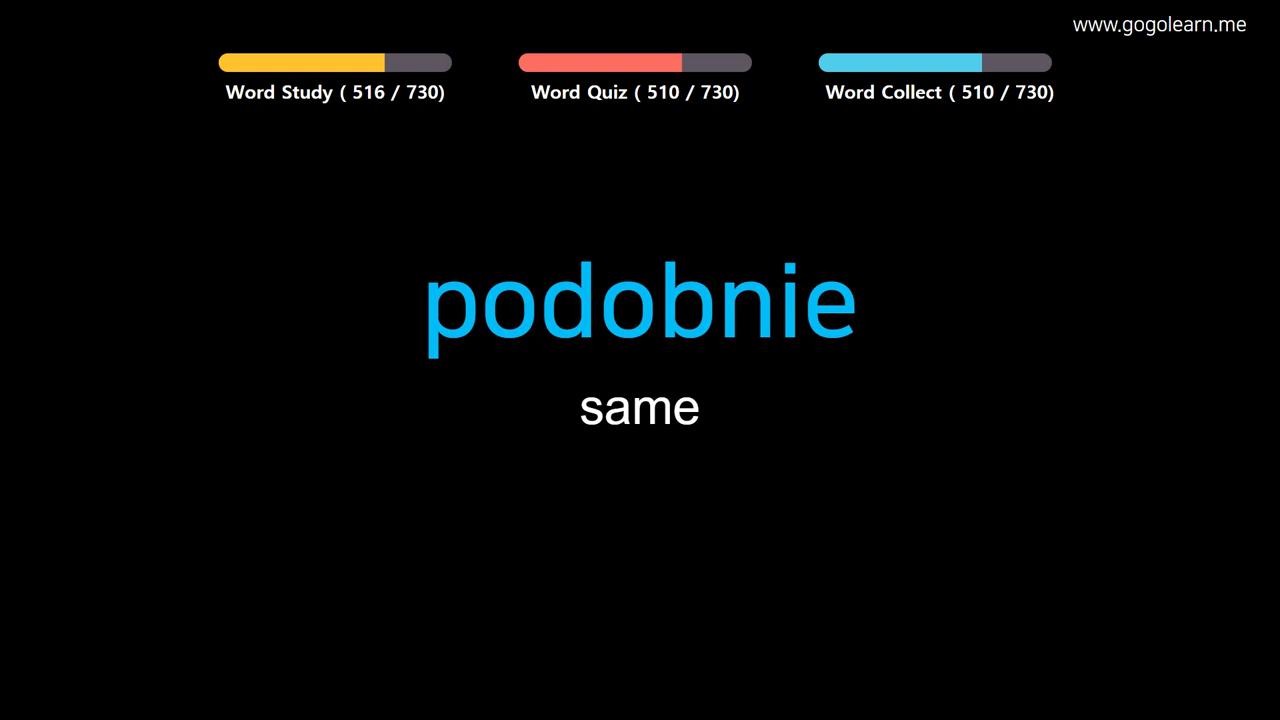 www.gogolearn.me
Word Study ( 516 / 730)
Word Quiz ( 510 / 730)
Word Collect ( 510 / 730)
podobnie
same